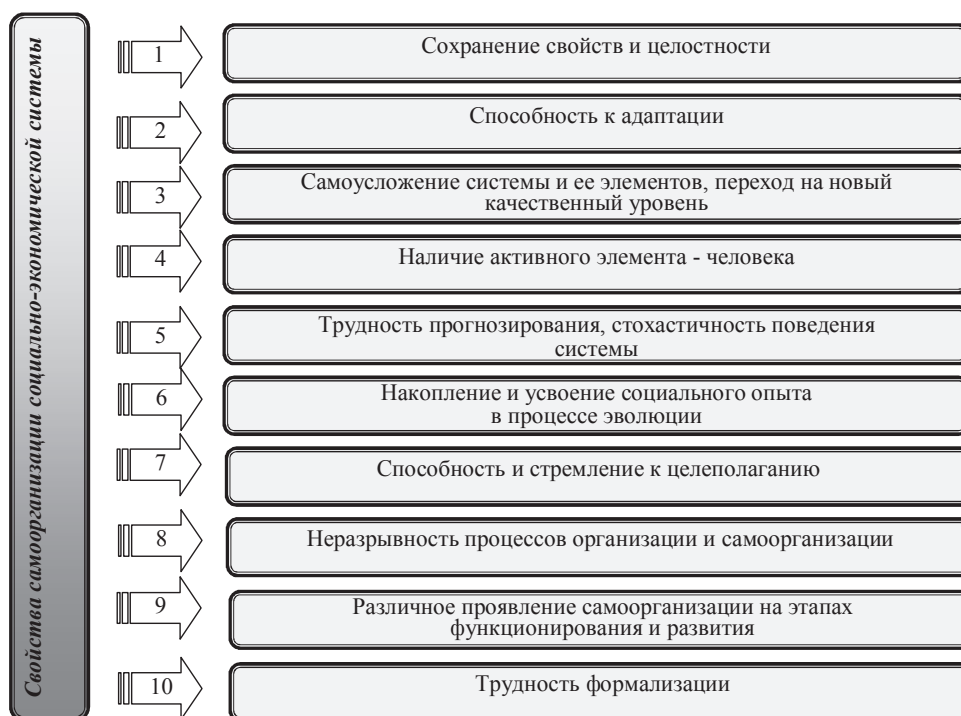 Свойства самоорганизации социально-экономической системы
1
Сохранение свойств и целостности
2
Способность к адаптации
3
Самоусложение системы и ее элементов, переход на новый
качественный уровень
4
Наличие активного элемента - человека
5
Трудность прогнозирования, стохастичность поведения
системы
6
Накопление и усвоение социального опыта
в процессе эволюции
7
Способность и стремление к целеполаганию
8
Неразрывность процессов организации и самоорганизации
9
Различное проявление самоорганизации на этапах
функционирования и развития
10
Трудность формализации